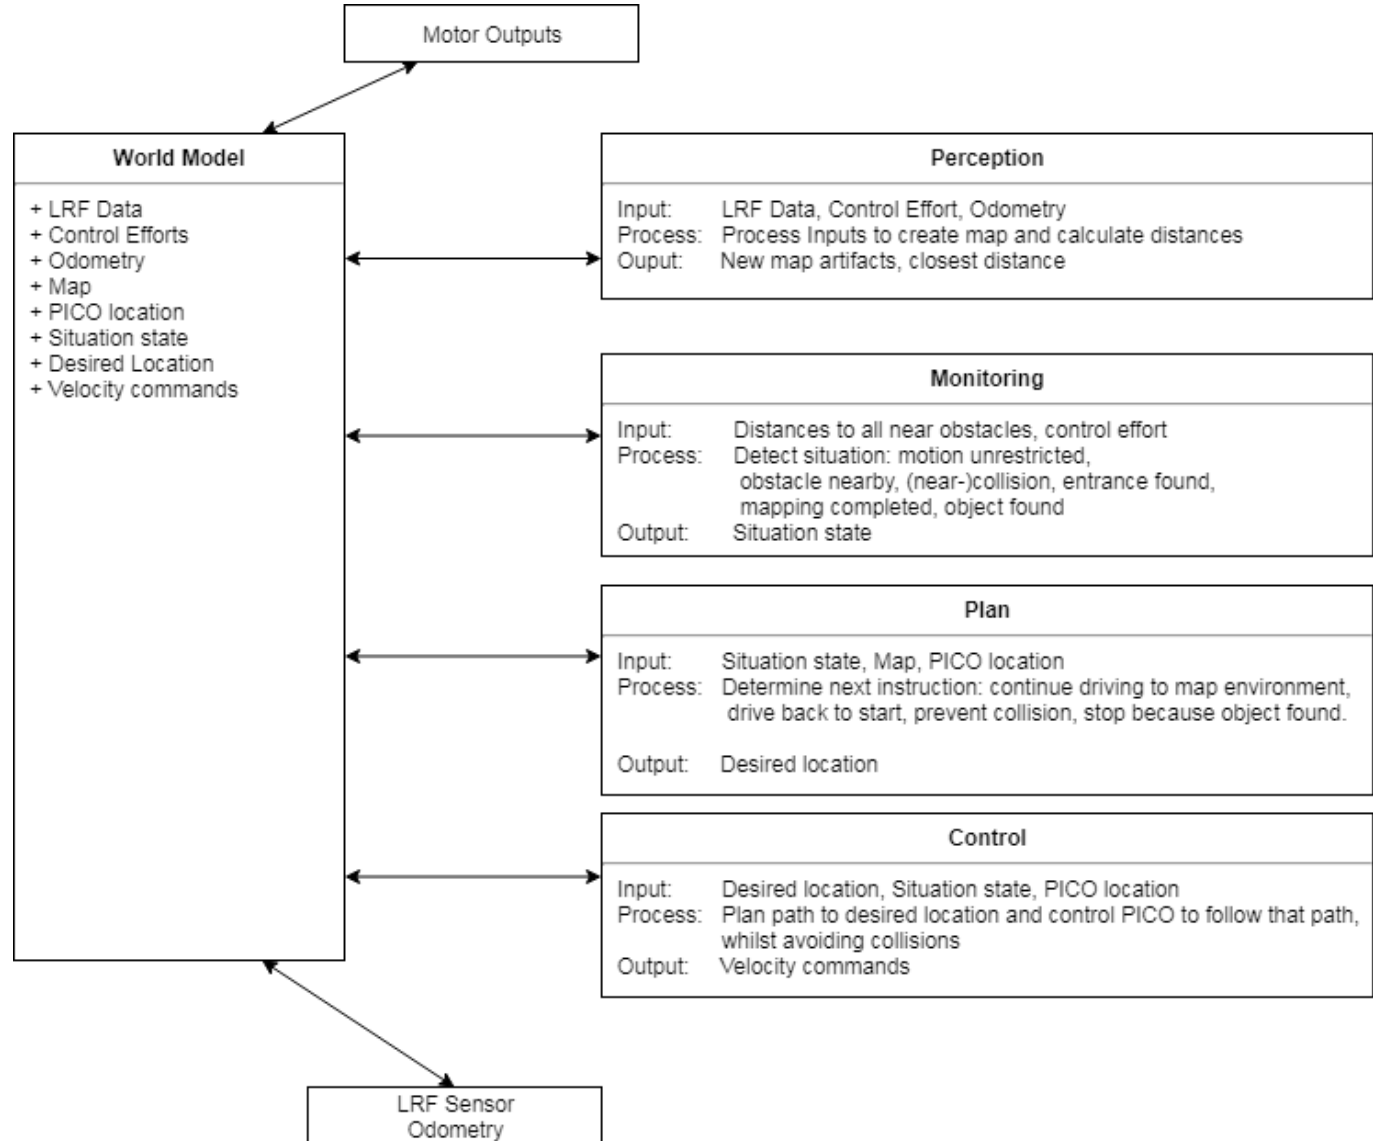 Motor Outputs
World Model
+ LRF Data
+ Control Efforts
+ Odometry
+ Map
+ PICO location
+ Situation state
+ Desired Location
+ Velocity commands
Perception
Input: LRF Data, Control Effort, Odometry
Process: Process Inputs to create map and calculate distances
Ouput: New map artifacts, closest distance
Monitoring
Input: Distances to all near obstacles, control effort
Process: Detect situation: motion unrestricted,
obstacle nearby, (near-)collision, entrance found,
mapping completed, object found
Output: Situation state
Plan
Input: Situation state, Map, PICO location
Process: Determine next instruction: continue driving to map environment,
drive back to start, prevent collision, stop because object found.
Output: Desired location
Control
Input: Desired location, Situation state, PICO location
Process: Plan path to desired location and control PICO to follow that path,
whilst avoiding collisions
Output: Velocity commands
LRF Sensor
Odometry